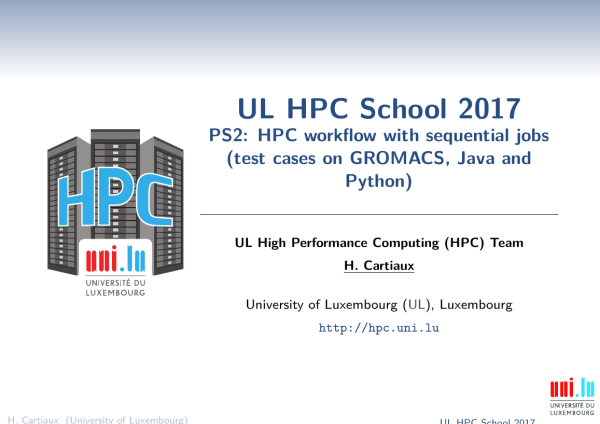 UL HPC School 2017
PS2: HPC workflow with sequential jobs
(test cases on GROMACS, Java and
Python)
HPC
uni.lu
UNIVERSITÉ DU
LUXEMBOURG
UL High Performance Computing (HPC) Team
H. Cartiaux
University of Luxembourg (UL), Luxembourg
http://hpc.uni.lu
uni.lu
UNIVERSITÉ DU
LUXEMBOURG
H. Cartiaux (University of Luxembourg)
UL HPC School 2017